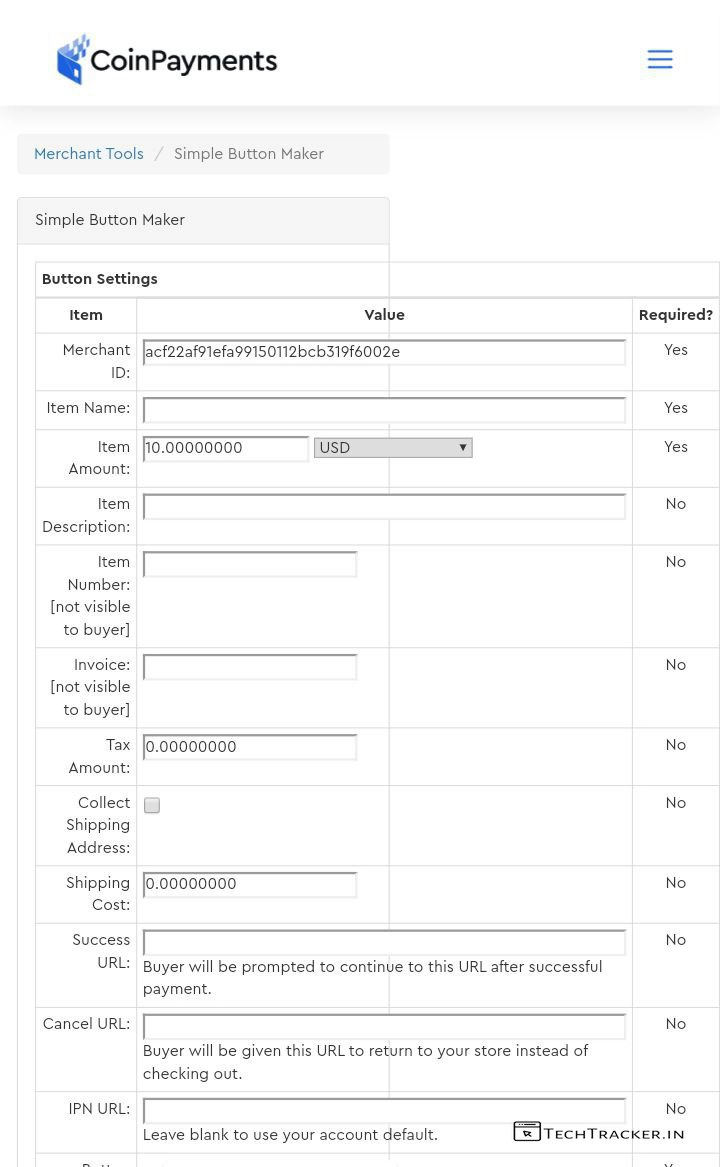 CoinPayments
Merchant Tools / Simple Button Maker
Simple Button Maker
Button Settings
Item Value Required?
Merchant ID: acf22af91efa99150112bcb319f6002e Yes
Item Name: Yes
Item Amount: 10.00000000 USD Yes
Item Description: No
Item Number: [not visible to buyer] No
Invoice: [not visible to buyer] No
Tax Amount: 0.00000000 No
Collect Shipping Address: No
Shipping Cost: 0.00000000 No
Success URL: No
Buyer will be prompted to continue to this URL after successful
payment.
Cancel URL: No
Buyer will be given this URL to return to your store instead of
checking out.
IPN URL: No
Leave blank to use your account default.
TECHTRACKER.IN